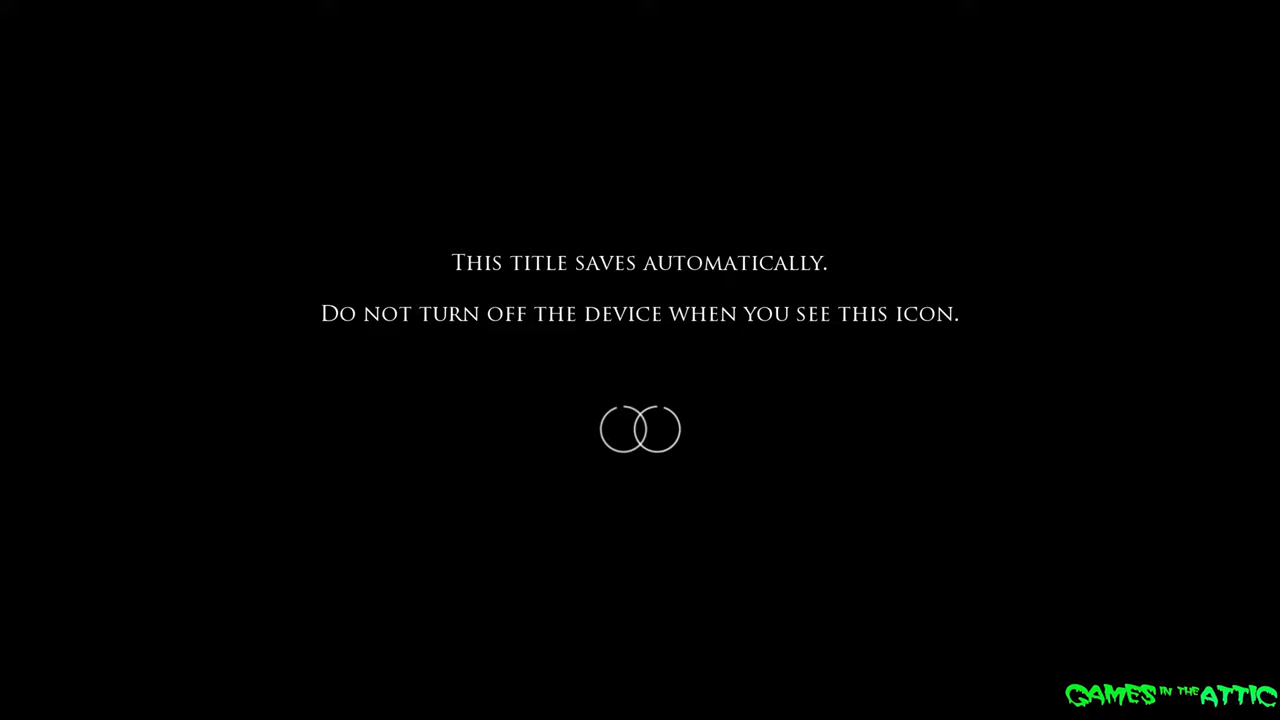 This title saves automatically.
Do not turn off the device when you see this icon.
GAMES IN THE ATTIC